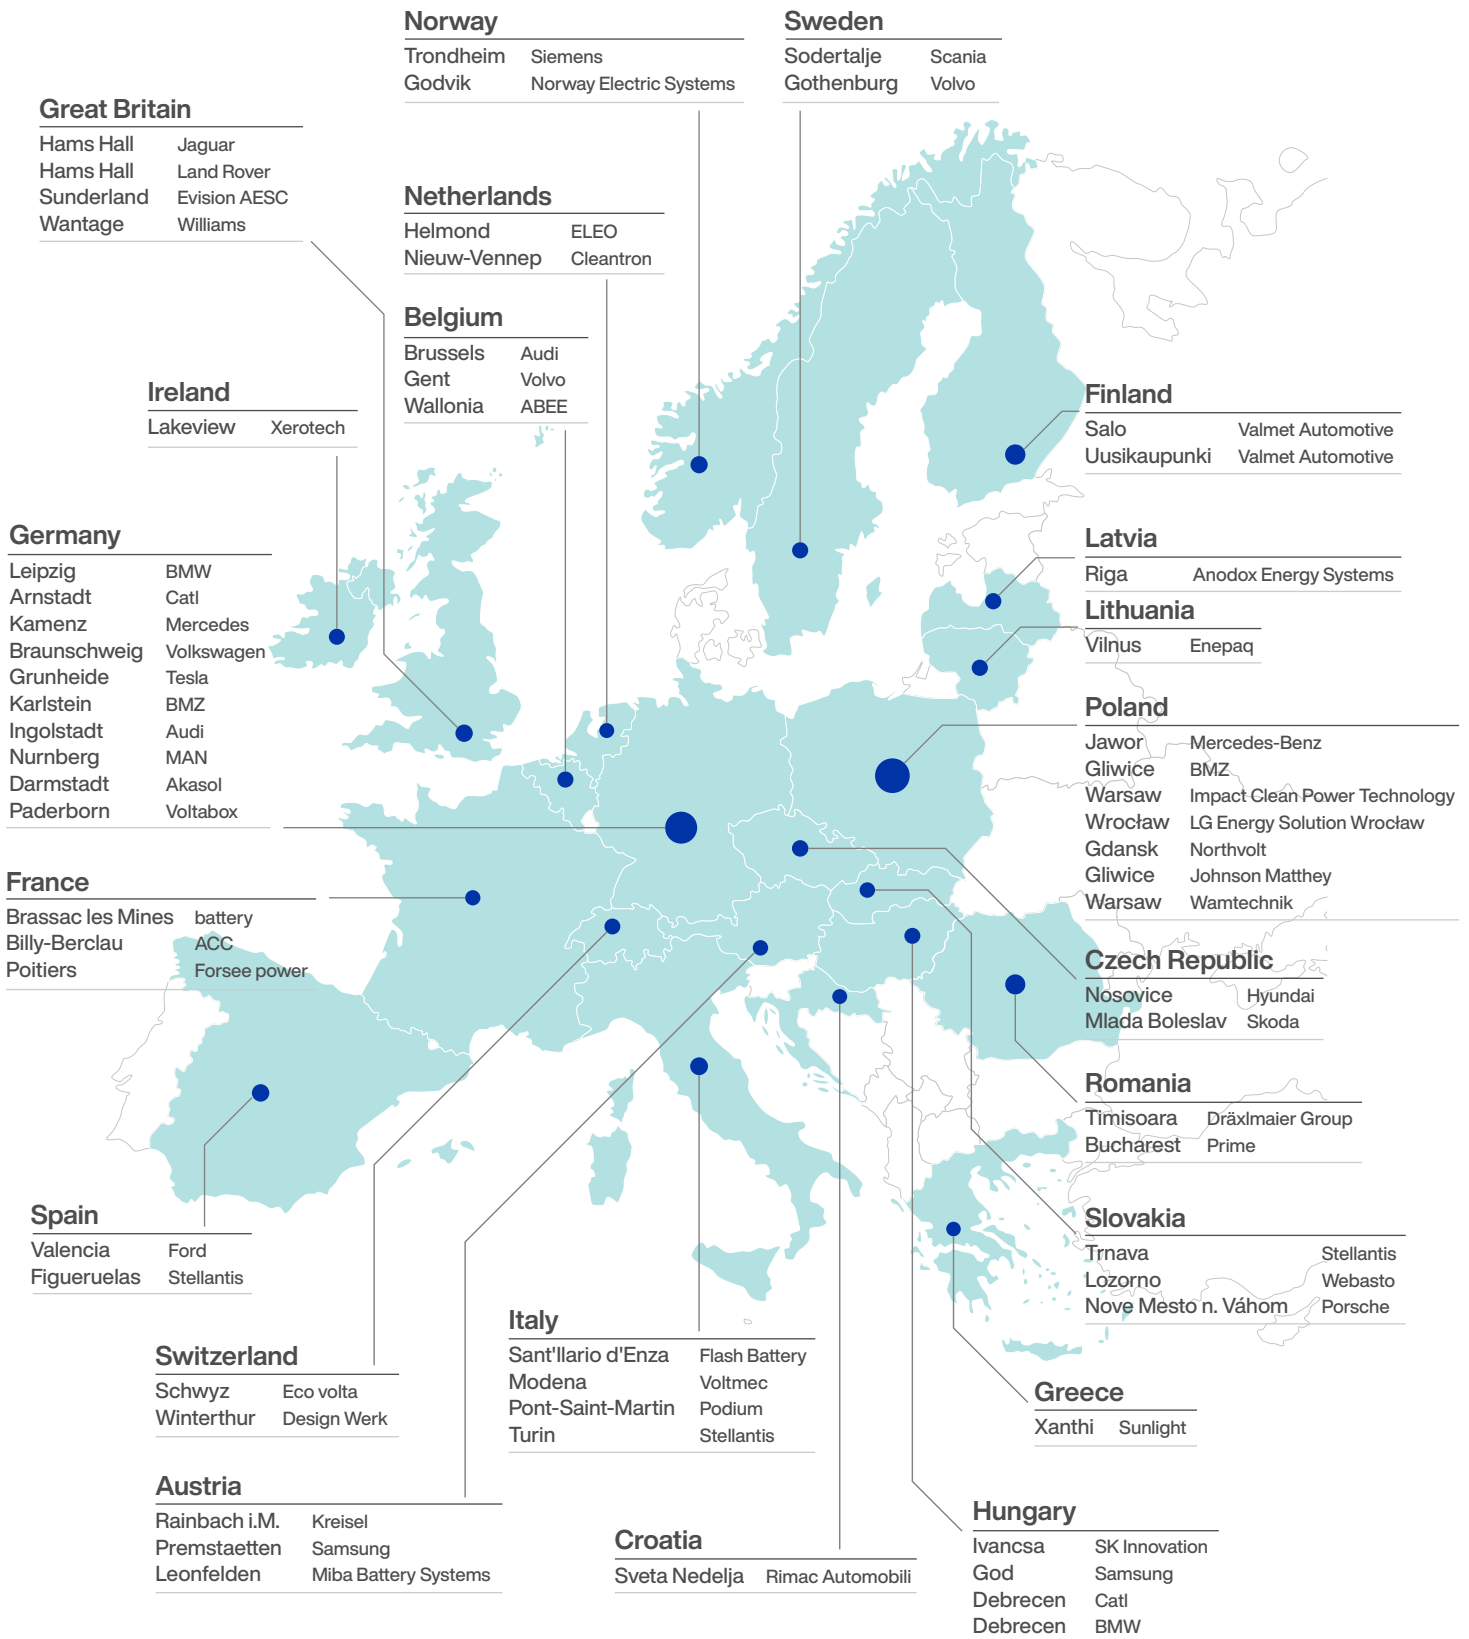 Norway
Trondheim Siemens
Godvik Norway Electric Systems
Sweden
Sodertalje Scania
Gothenburg Volvo
Great Britain
Hams Hall Jaguar
Hams Hall Land Rover
Sunderland Evision AESC
Wantage Williams
Netherlands
Helmond ELEO
Nieuw-Vennep Cleantron
Belgium
Brussels Audi
Gent Volvo
Wallonia ABEE
Ireland
Lakeview Xerotech
Finland
Salo Valmet Automotive
Uusikaupunki Valmet Automotive
Germany
Leipzig BMW
Arnstadt Catl
Kamenz Mercedes
Braunschweig Volkswagen
Grunheide Tesla
Karlstein BMZ
Ingolstadt Audi
Nurnberg MAN
Darmstadt Akasol
Paderborn Voltabox
Latvia
Riga Anodox Energy Systems
Lithuania
Vilnus Enepaq
Poland
Jawor Mercedes-Benz
Gliwice BMZ
Warsaw Impact Clean Power Technology
Wrocław LG Energy Solution Wrocław
Gdansk Northvolt
Gliwice Johnson Matthey
Warsaw Wamtechnik
France
Brassac les Mines battery
Billy-Berclau ACC
Poitiers Forsee power
Czech Republic
Nosovice Hyundai
Mlada Boleslav Skoda
Romania
Timisoara Dräxlmaier Group
Bucharest Prime
Spain
Valencia Ford
Figueruelas Stellantis
Slovakia
Trnava Stellantis
Lozorno Webasto
Nove Mesto n. Váhom Porsche
Italy
Sant'Ilario d'Enza Flash Battery
Modena Voltmec
Pont-Saint-Martin Podium
Turin Stellantis
Switzerland
Schwyz Eco volta
Winterthur Design Werk
Greece
Xanthi Sunlight
Austria
Rainbach i.M. Kreisel
Premstaetten Samsung
Leonfelden Miba Battery Systems
Croatia
Sveta Nedelja Rimac Automobili
Hungary
Ivancsa SK Innovation
God Samsung
Debrecen Catl
Debrecen BMW